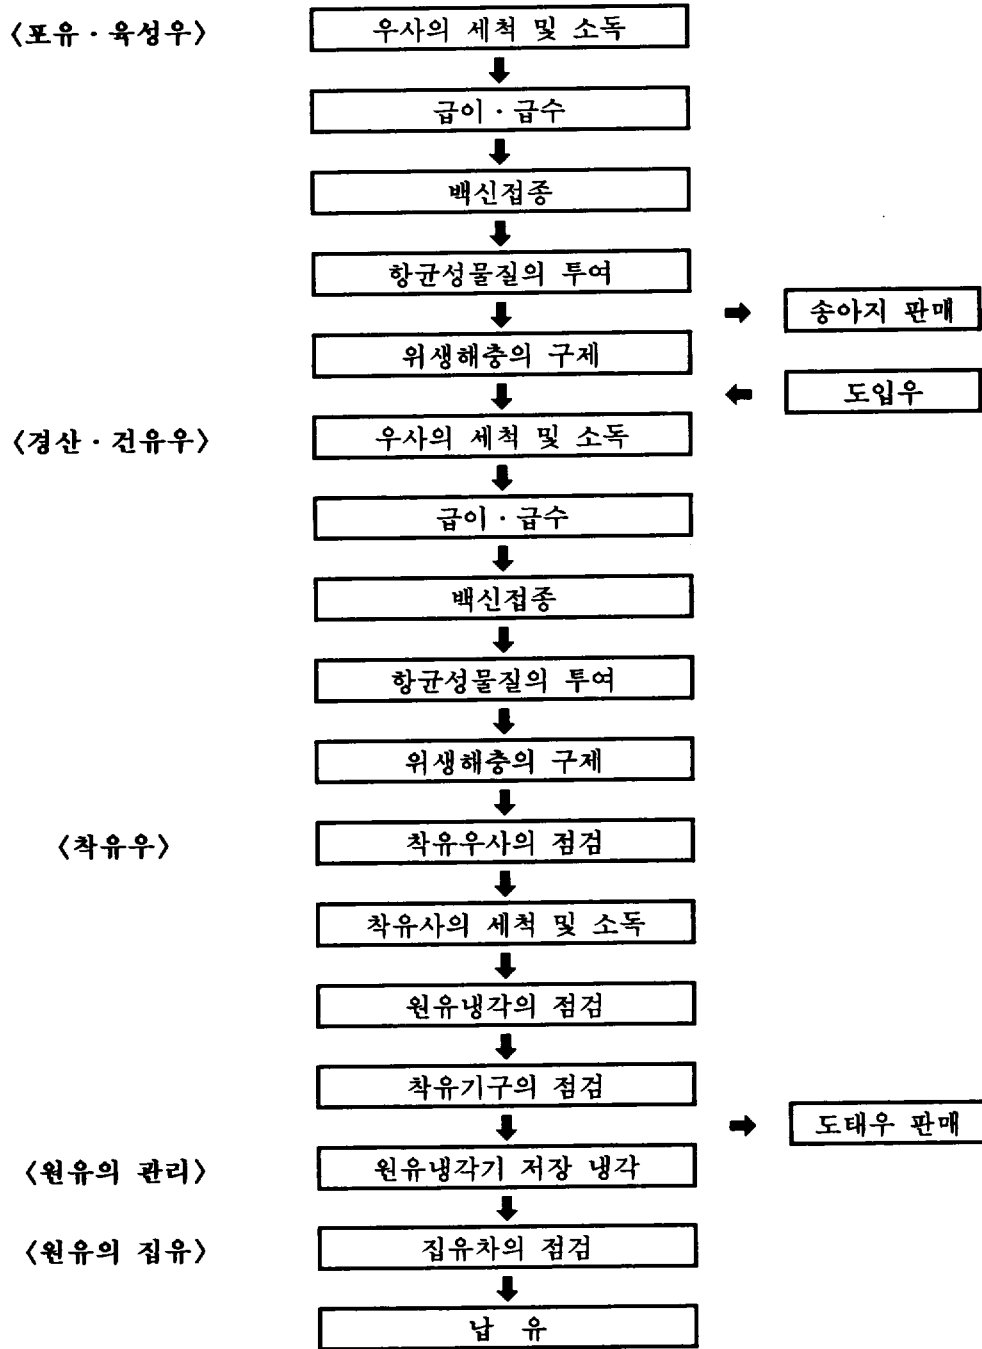 〈포유·육성우〉
우사의 세척 및 소독
급이·급수
백신접종
항균성물질의 투여
송아지 판매
위생해충의 구제
도입우
〈경산·건유우〉
우사의 세척 및 소독
급이·급수
백신접종
항균성물질의 투여
위생해충의 구제
〈착유우〉
착유우사의 점검
착유사의 세척 및 소독
원유냉각의 점검
착유기구의 점검
도태우 판매
〈원유의 관리〉
원유냉각기 저장 냉각
〈원유의 집유〉
집유차의 점검
납 유